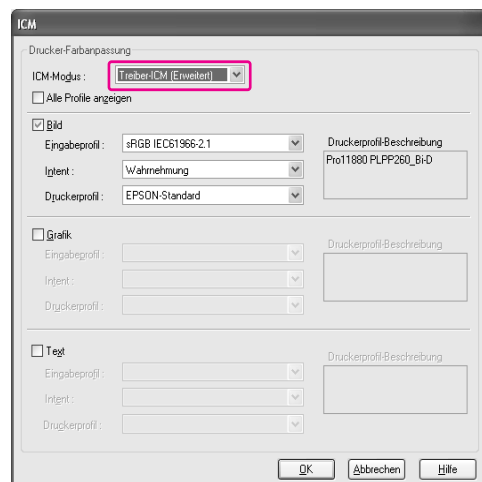 ICM
Drucker-Farbanpassung
ICM-Modus : Treiber-ICM (Erweitert)
Alle Profile anzeigen
Bild
Eingabeprofil : sRGB IEC61966-2.1 Druckerprofil-Beschreibung
Intent : Wahrnehmung Pro11880 PLPP260_Bi-D
Druckerprofil : EPSON-Standard
Grafik
Eingabeprofil : Druckerprofil-Beschreibung
Intent :
Druckerprofil :
Text
Eingabeprofil : Druckerprofil-Beschreibung
Intent :
Druckerprofil :
OK Abbrechen Hilfe